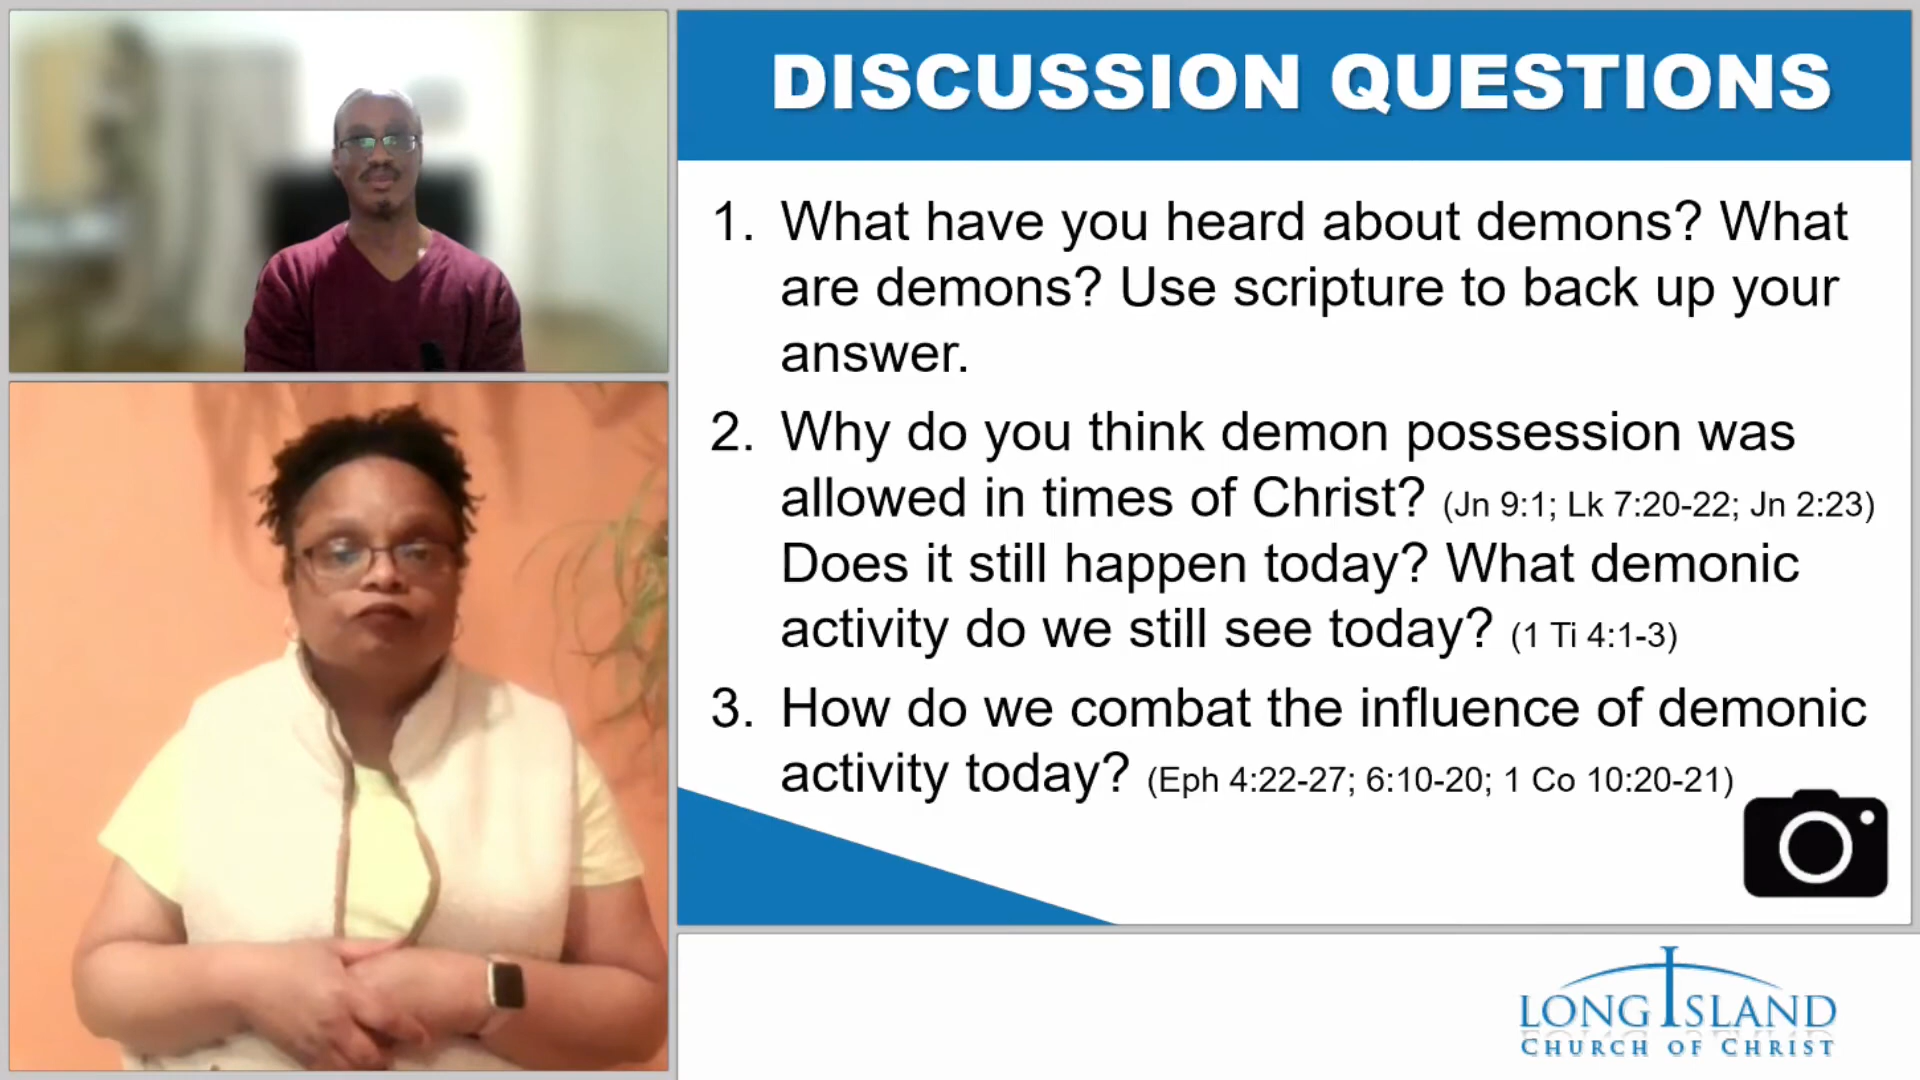 DISCUSSION QUESTIONS
1. What have you heard about demons? What
are demons? Use scripture to back up your
answer.
2. Why do you think demon possession was
allowed in times of Christ? (Jn 9:1; Lk 7:20-22; Jn 2:23)
Does it still happen today? What demonic
activity do we still see today? (1 Ti 4:1-3)
3. How do we combat the influence of demonic
activity today? (Eph 4:22-27; 6:10-20; 1 Co 10:20-21)
LONG ISLAND
CHURCH OF CHRIST